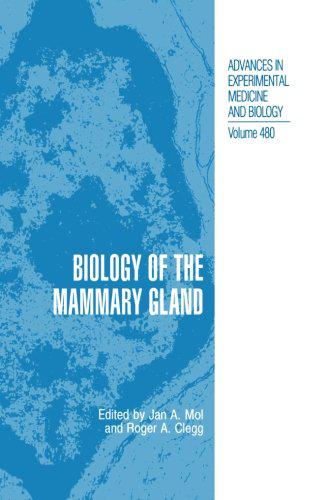 ADVANCES IN
EXPERIMENTAL
MEDICINE
AND BIOLOGY
Volume 480
BIOLOGY OF THE
MAMMARY GLAND
Edited by Jan A. Mol
and Roger A. Clegg